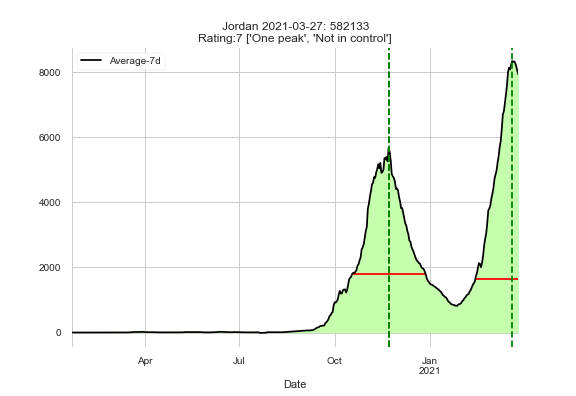 Jordan 2021-03-27: 582133
Rating:7 ['One peak', 'Not in control']
Average-7d
8000
6000
4000
2000
0
Apr
Jul
Oct
Jan
2021
Date